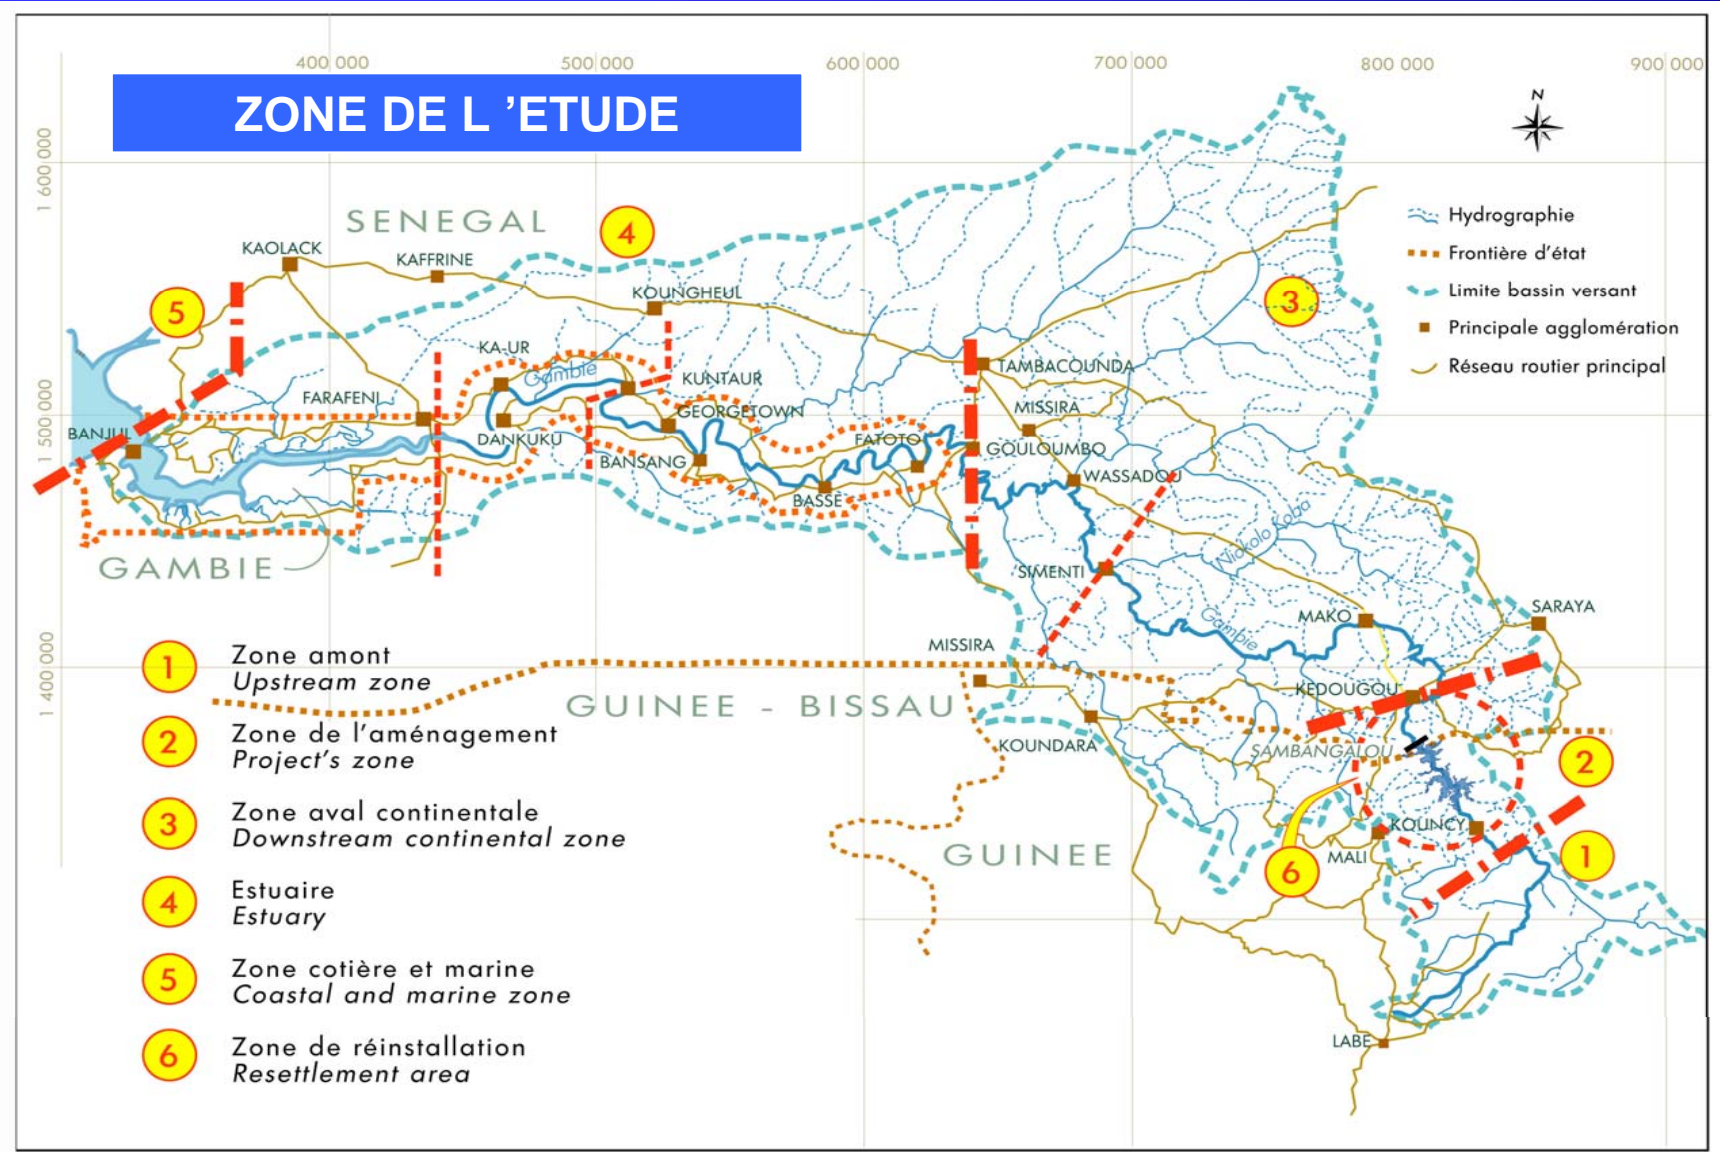 400 000
500 000
600 000
700 000
800 000
900 000
ZONE DE L ’ETUDE
N
1 600 000
1 500 000
1 400 000
SENEGAL
4
KAOLACK
KAFFRINE
KOUNGHEUL
5
3
Hydrographie
Frontière d'état
Limite bassin versant
Principale agglomération
Réseau routier principal
KA-UR
Gambie
KUNTAUR
TAMBACOUNDA
FARAFENI
GEORGETOWN
MISSIRA
BANJUL
DANKUKU
FATOTO
GOULOUMBO
BANSANG
BASSE
WASSADOU
GAMBIE
Niokolo Koba
SIMENTI
MAKO
SARAYA
Gambie
MISSIRA
KEDOUGOU
GUINEE - BISSAU
KOUNDARA
SAMBANGALOU
2
KOUNCY
GUINEE
MALI
6
1
LABE
1
Zone amont
Upstream zone
2
Zone de l'aménagement
Project's zone
3
Zone aval continentale
Downstream continental zone
4
Estuaire
Estuary
5
Zone cotière et marine
Coastal and marine zone
6
Zone de réinstallation
Resettlement area